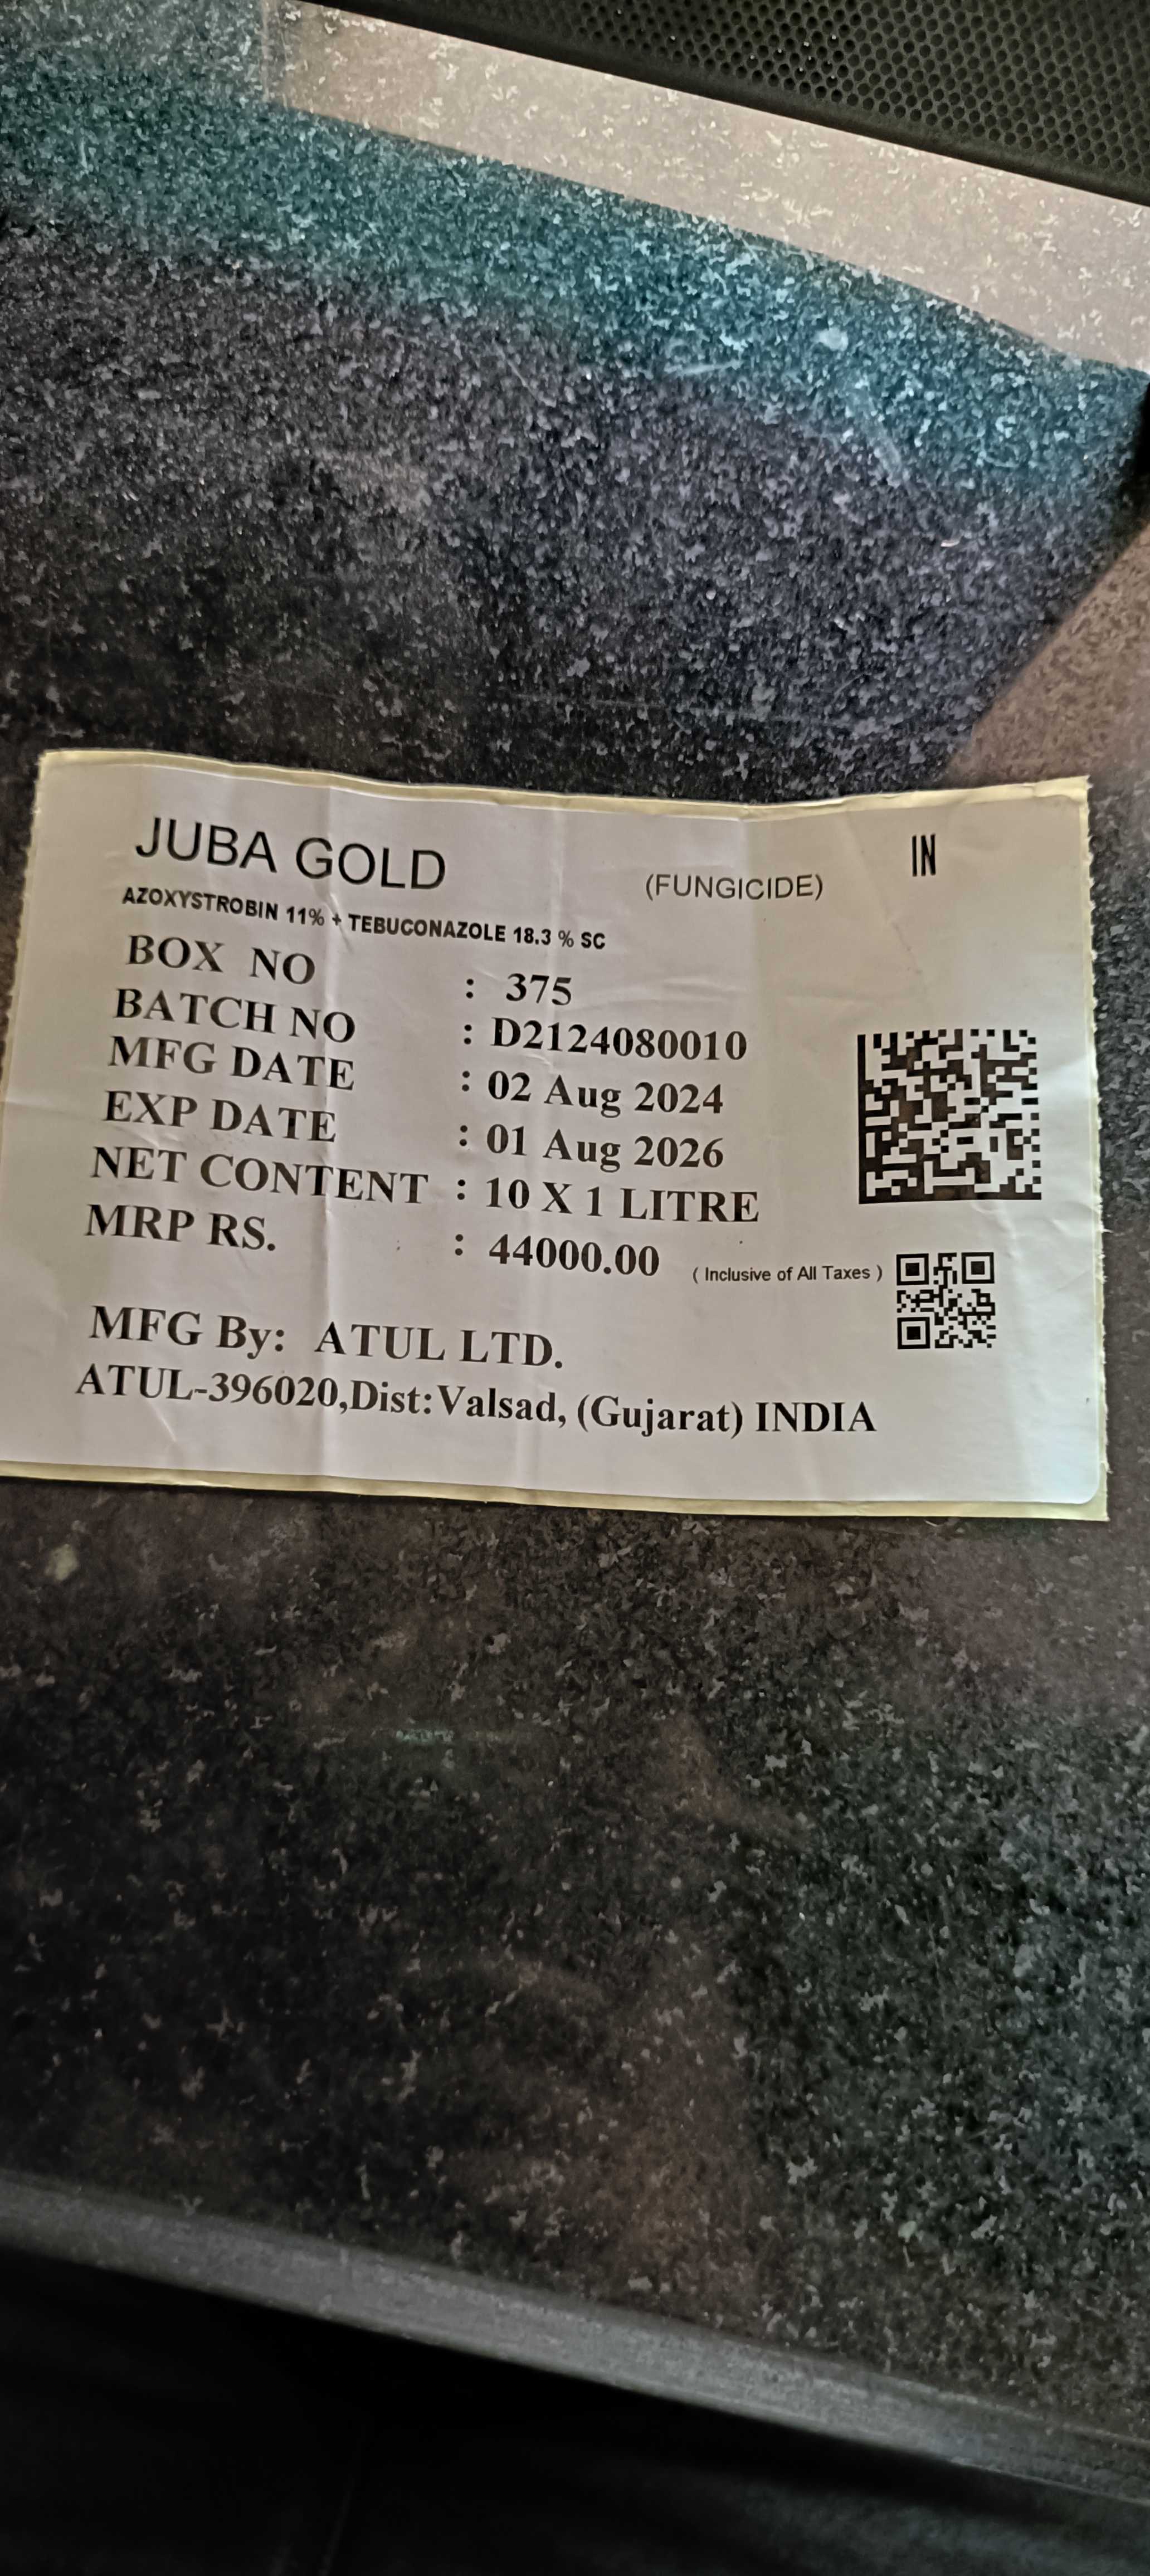 JUBA GOLD (FUNGICIDE) IN
AZOXYSTROBIN 11% + TEBUCONAZOLE 18.3 % SC
BOX NO : 375
BATCH NO : D2124080010
MFG DATE : 02 Aug 2024
EXP DATE : 01 Aug 2026
NET CONTENT : 10 X 1 LITRE
MRP RS. : 44000.00 ( Inclusive of All Taxes )
MFG By: ATUL LTD.
ATUL-396020,Dist:Valsad, (Gujarat) INDIA